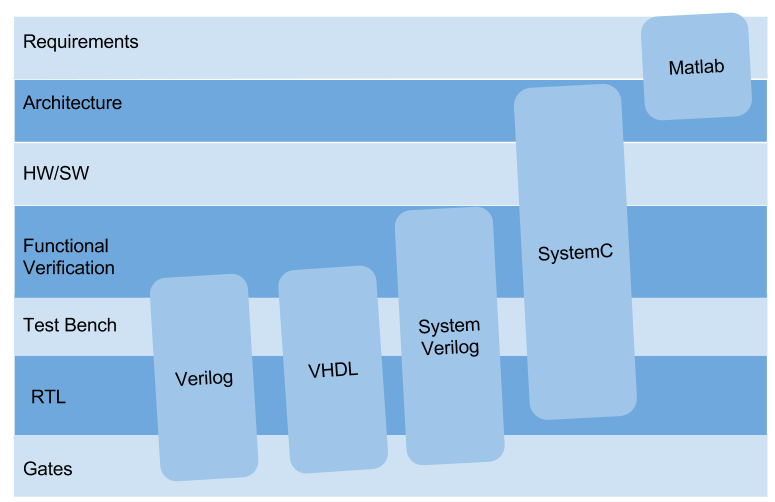 Requirements
Matlab
Architecture
HW/SW
Functional
Verification
SystemC
Test Bench
System
Verilog
Verilog
VHDL
RTL
Gates